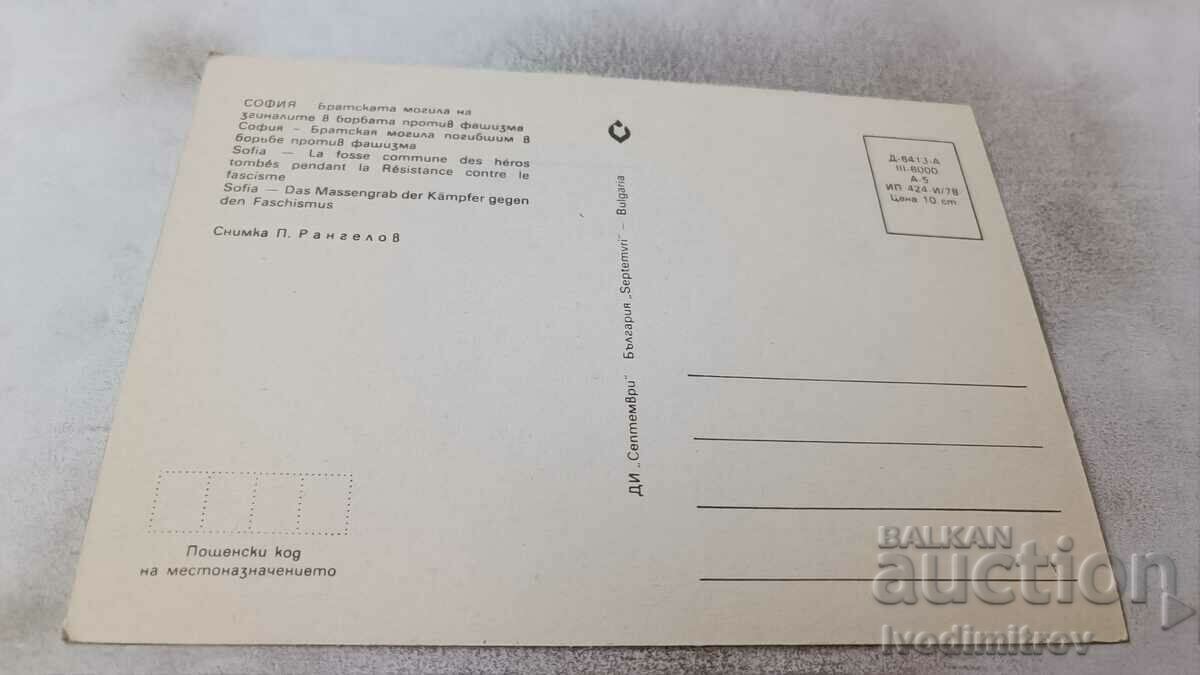 СОФИЯ Братската могила на
згиналите в борбата против фашизма
София – Братская могила погибшим в
борьбе против фашизма
Sofia — La fosse commune des héros
tombés pendant la Résistance contre le
fascisme
Sofia — Das Massengrab der Kämpfer gegen
den Faschismus
Снимка П. Рангелов
Пощенски код
на местоназначението
ДИ „Септември" България „Septemvri" – Bulgaria
Д-8413-А
III-8000
А-5
ИП 424-И/78
Цена 10 ст
BALKAN
auction
Ivodimitrov